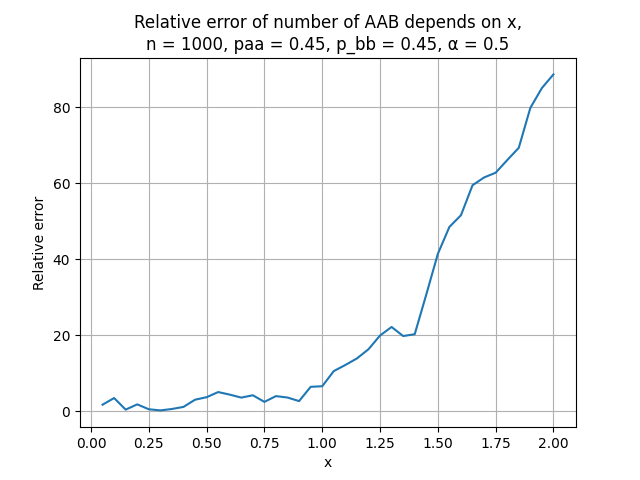 Relative error of number of AAB depends on x,
n = 1000, paa = 0.45, p_bb = 0.45, α = 0.5
80
60
40
20
0
Relative error
0.00 0.25 0.50 0.75 1.00 1.25 1.50 1.75 2.00
x